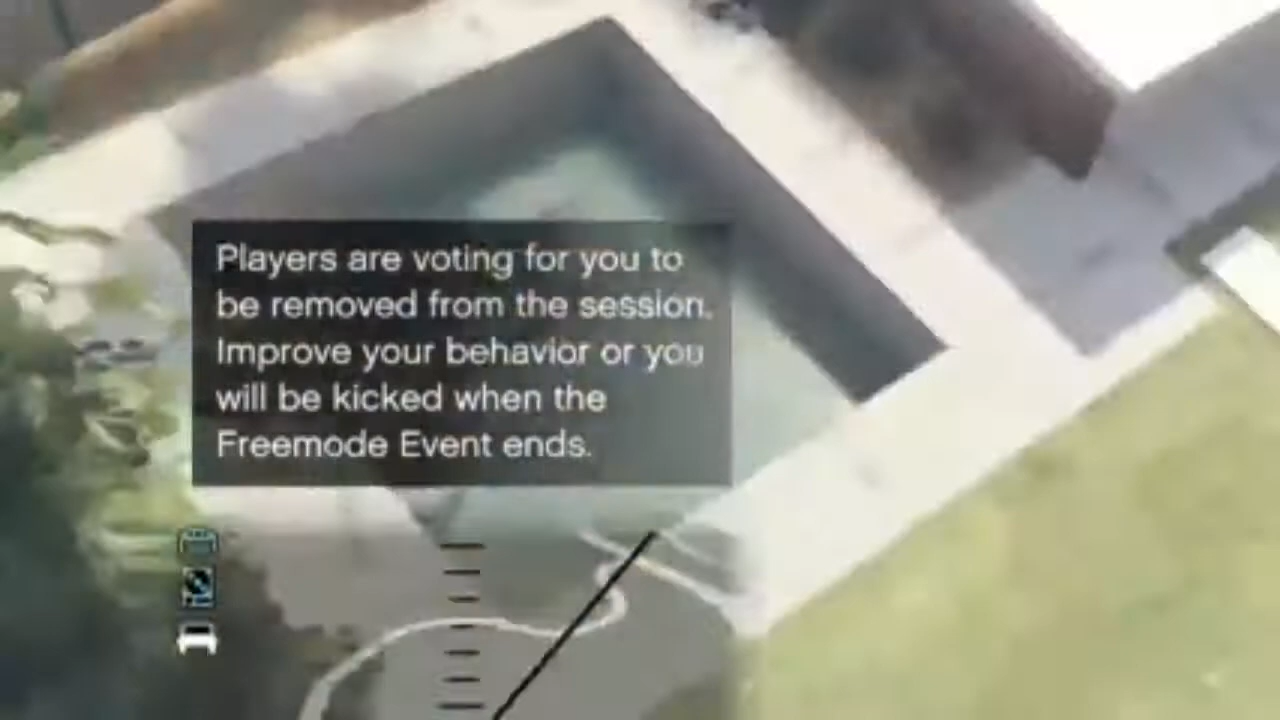 Players are voting for you to
be removed from the session.
Improve your behavior or you
will be kicked when the
Freemode Event ends.